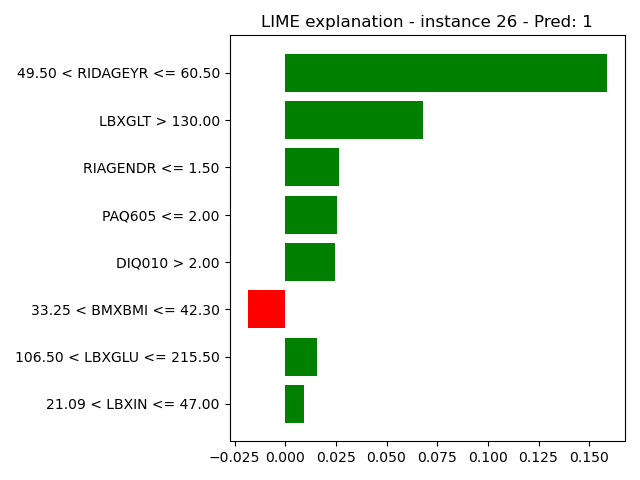 LIME explanation - instance 26 - Pred: 1
49.50 < RIDAGEYR <= 60.50
LBXGLT > 130.00
RIAGENDR <= 1.50
PAQ605 <= 2.00
DIQ010 > 2.00
33.25 < BMXBMI <= 42.30
106.50 < LBXGLU <= 215.50
21.09 < LBXIN <= 47.00
−0.025 0.000 0.025 0.050 0.075 0.100 0.125 0.150